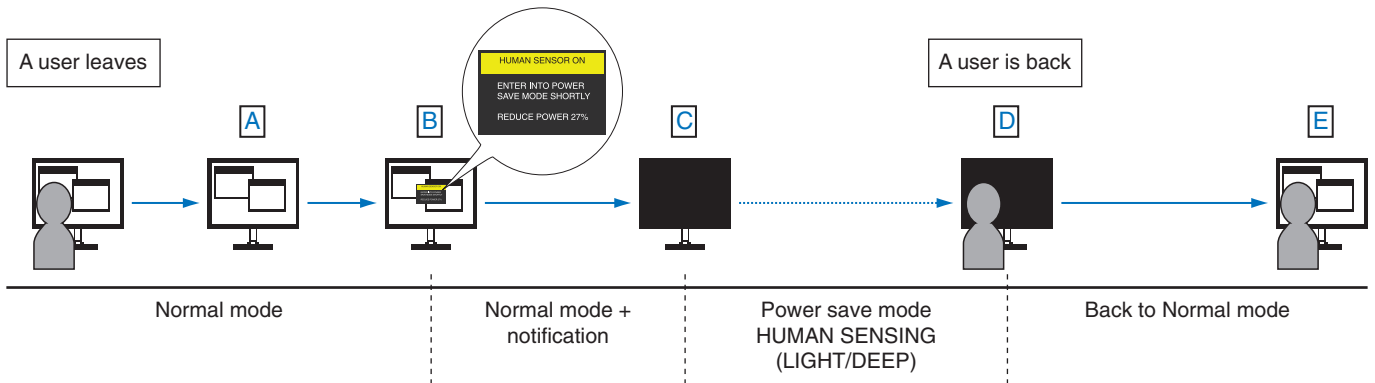 A user leaves
HUMAN SENSOR ON
ENTER INTO POWER
SAVE MODE SHORTLY
REDUCE POWER 27%
A user is back
A
B
C
D
E
Normal mode
Normal mode +
notification
Power save mode
HUMAN SENSING
(LIGHT/DEEP)
Back to Normal mode